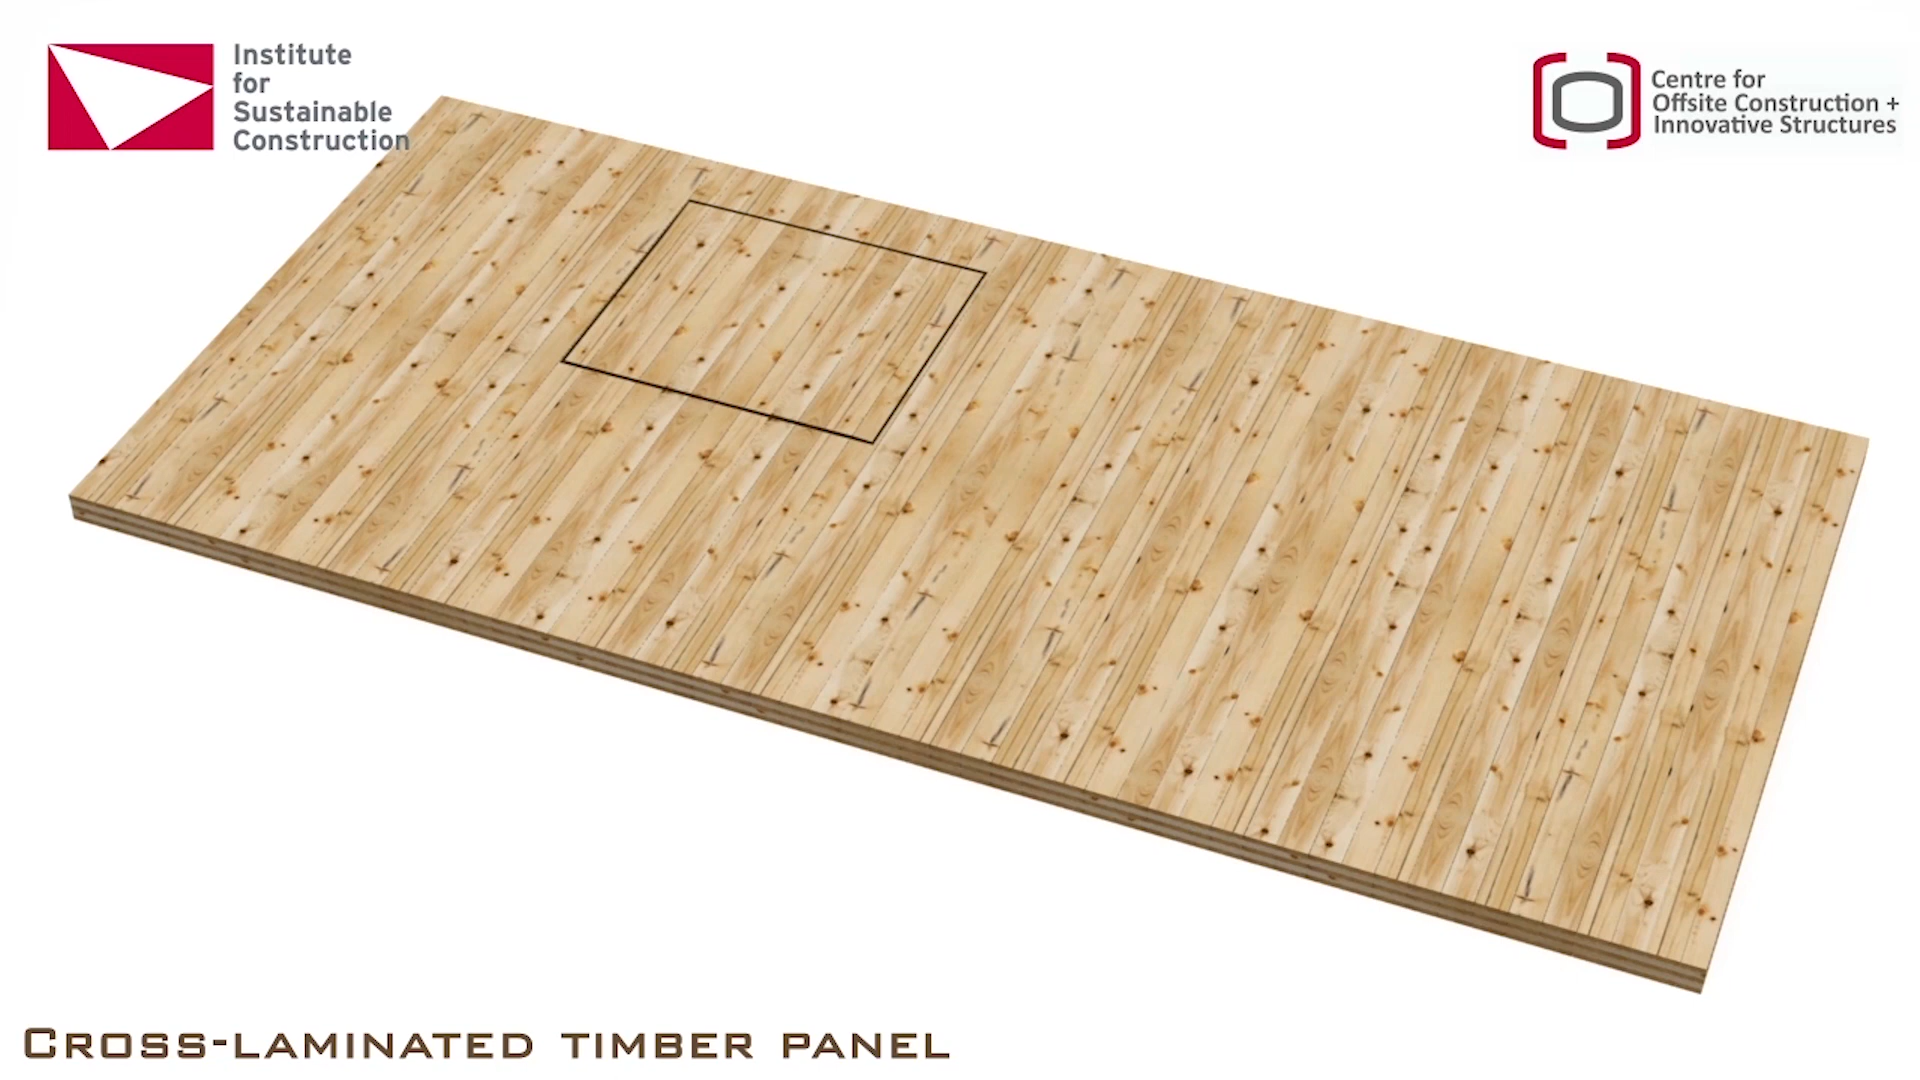 Institute
for
Sustainable
Construction
Centre for
Offsite Construction +
Innovative Structures
CROSS-LAMINATED TIMBER PANEL